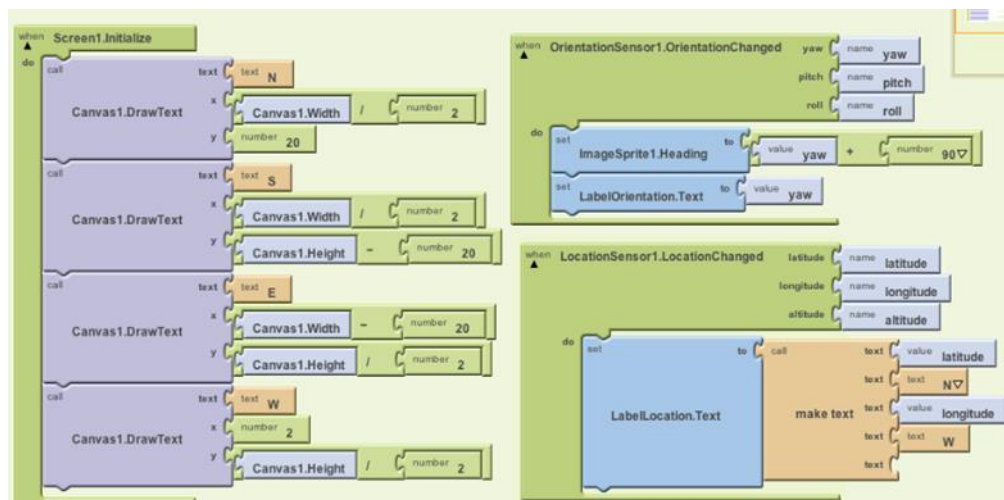 when Screen1.Initialize
do
call Canvas1.DrawText text text N
x Canvas1.Width / number 2
y number 20
call Canvas1.DrawText text text S
x Canvas1.Width / number 2
y Canvas1.Height - number 20
call Canvas1.DrawText text text E
x Canvas1.Width - number 20
y Canvas1.Height / number 2
call Canvas1.DrawText text text W
x number 2
y Canvas1.Height / number 2
when OrientationSensor1.OrientationChanged yaw name yaw
pitch name pitch
roll name roll
do
set ImageSprite1.Heading to value yaw + number 90
set LabelOrientation.Text to value yaw
when LocationSensor1.LocationChanged latitude name latitude
longitude name longitude
altitude name altitude
do
set LabelLocation.Text to call make text text value latitude
text text N
text value longitude
text text W
text